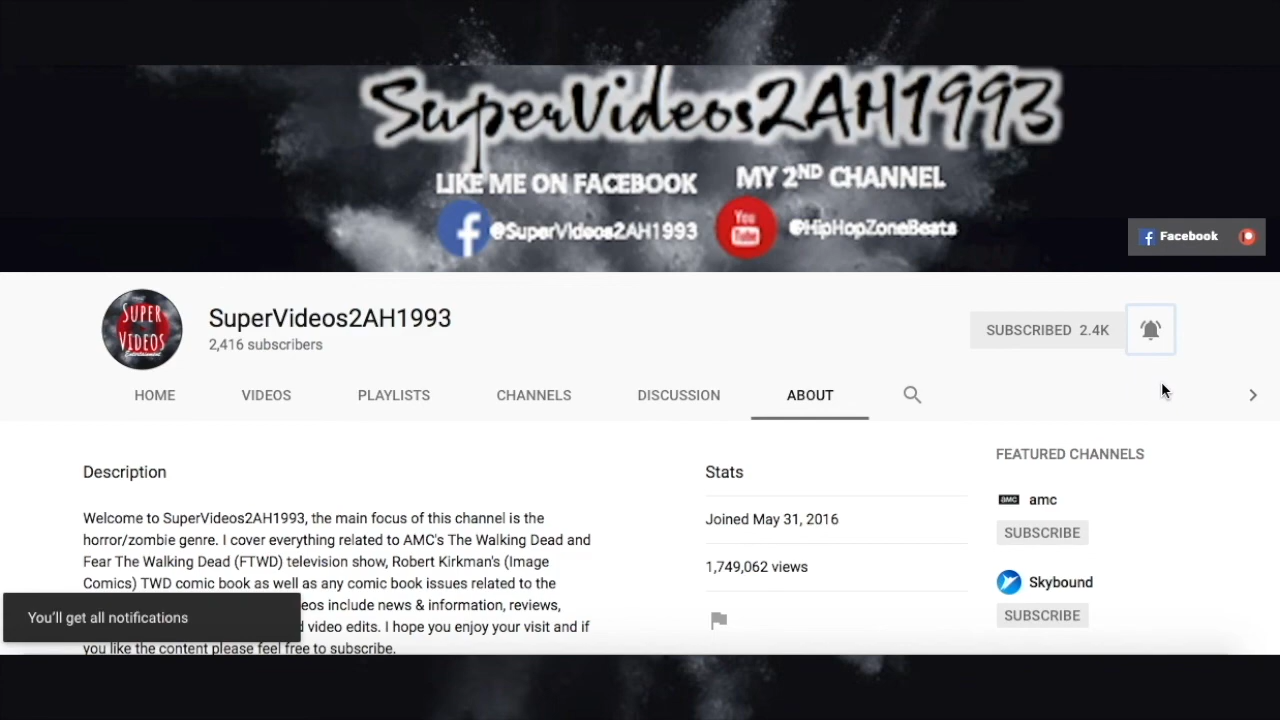 SuperVideos2AH1993
LIKE ME ON FACEBOOK
MY 2ND CHANNEL
@SuperVideos2AH1993
You Tube
@HipHopZoneBeats
Facebook
SUPER VIDEOS Entertainment
SuperVideos2AH1993
2,416 subscribers
SUBSCRIBED 2.4K
HOME VIDEOS PLAYLISTS CHANNELS DISCUSSION ABOUT
Description
Welcome to SuperVideos2AH1993, the main focus of this channel is the
horror/zombie genre. I cover everything related to AMC's The Walking Dead and
Fear The Walking Dead (FTWD) television show, Robert Kirkman's (Image
Comics) TWD comic book as well as any comic book issues related to the
eos include news & information, reviews,
video edits. I hope you enjoy your visit and if
you like the content please feel free to subscribe.
You'll get all notifications
Stats
Joined May 31, 2016
1,749,062 views
FEATURED CHANNELS
amc
amc
SUBSCRIBE
Skybound
SUBSCRIBE